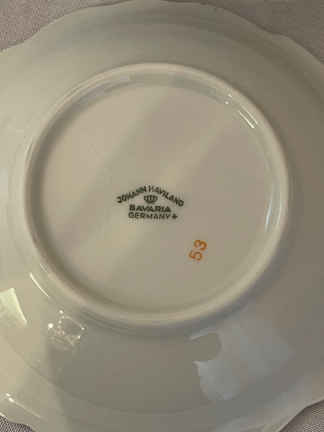 JOHANN HAVILAND
BAVARIA
GERMANY +
53